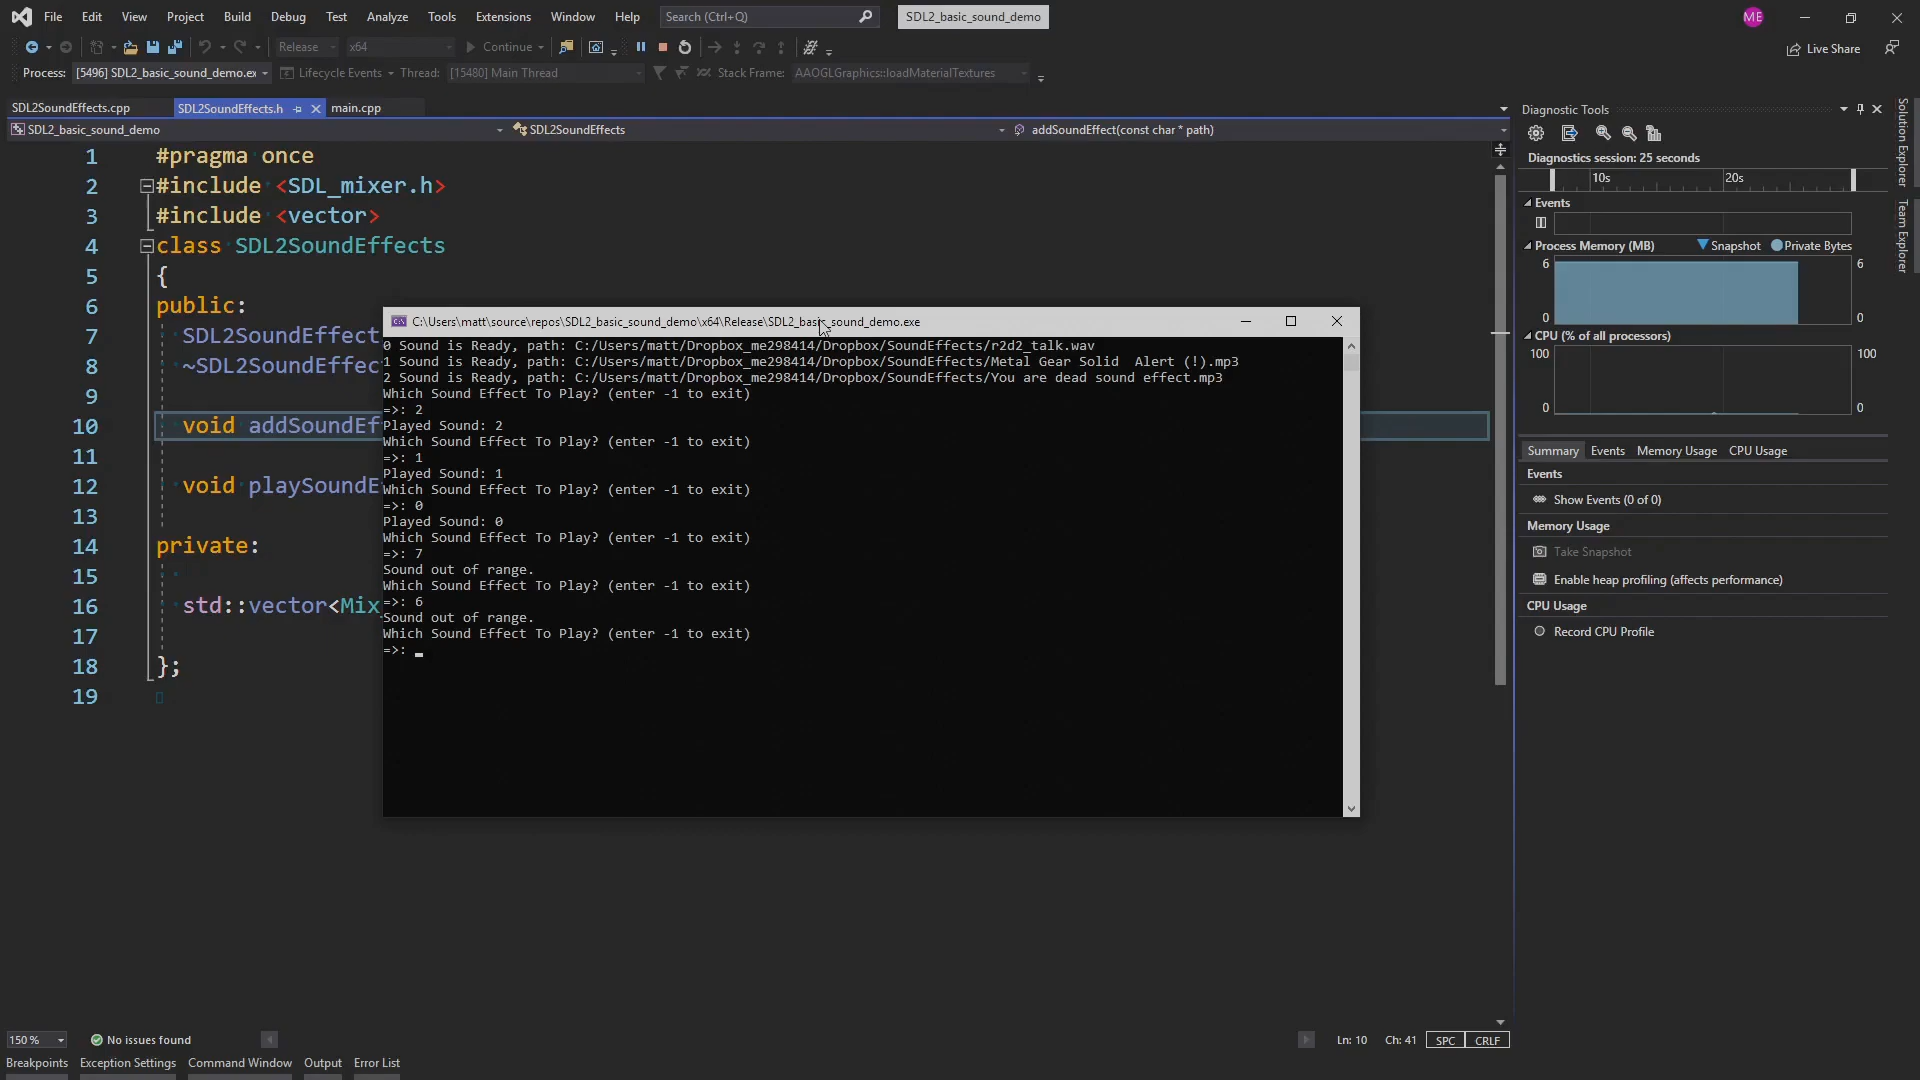 File Edit View Project Build Debug Test Analyze Tools Extensions Window Help Search (Ctrl+Q) SDL2_basic_sound_demo ME
Release x64 Continue Live Share
Process: [5496] SDL2_basic_sound_demo.ex Lifecycle Events Thread: [15480] Main Thread Stack Frame: AAOGLGraphics::loadMaterialTextures
SDL2SoundEffects.cpp SDL2SoundEffects.h main.cpp
SDL2_basic_sound_demo SDL2SoundEffects addSoundEffect(const char * path)
1 #pragma once
2 #include <SDL_mixer.h>
3 #include <vector>
4 class SDL2SoundEffects
5 {
6 public:
7 SDL2SoundEffect
8 ~SDL2SoundEffec
9
10 void addSoundEf
11
12 void playSoundE
13
14 private:
15
16 std::vector<Mix_
17
18 };
19
C:\Users\matt\source\repos\SDL2_basic_sound_demo\x64\Release\SDL2_basic_sound_demo.exe
0 Sound is Ready, path: C:/Users/matt/Dropbox_me298414/Dropbox/SoundEffects/r2d2_talk.wav
1 Sound is Ready, path: C:/Users/matt/Dropbox_me298414/Dropbox/SoundEffects/Metal Gear Solid  Alert (!).mp3
2 Sound is Ready, path: C:/Users/matt/Dropbox_me298414/Dropbox/SoundEffects/You are dead sound effect.mp3
Which Sound Effect To Play? (enter -1 to exit)
=>: 2
Played Sound: 2
Which Sound Effect To Play? (enter -1 to exit)
=>: 1
Played Sound: 1
Which Sound Effect To Play? (enter -1 to exit)
=>: 0
Played Sound: 0
Which Sound Effect To Play? (enter -1 to exit)
=>: 7
Sound out of range.
Which Sound Effect To Play? (enter -1 to exit)
=>: 6
Sound out of range.
Which Sound Effect To Play? (enter -1 to exit)
=>: _
Diagnostic Tools
Diagnostics session: 25 seconds
10s 20s
Events
Process Memory (MB) Snapshot Private Bytes
6 6
0 0
CPU (% of all processors)
100 100
0 0
Summary Events Memory Usage CPU Usage
Events
Show Events (0 of 0)
Memory Usage
Take Snapshot
Enable heap profiling (affects performance)
CPU Usage
Record CPU Profile
Solution Explorer
Team Explorer
150 % No issues found Ln: 10 Ch: 41 SPC CRLF
Breakpoints Exception Settings Command Window Output Error List